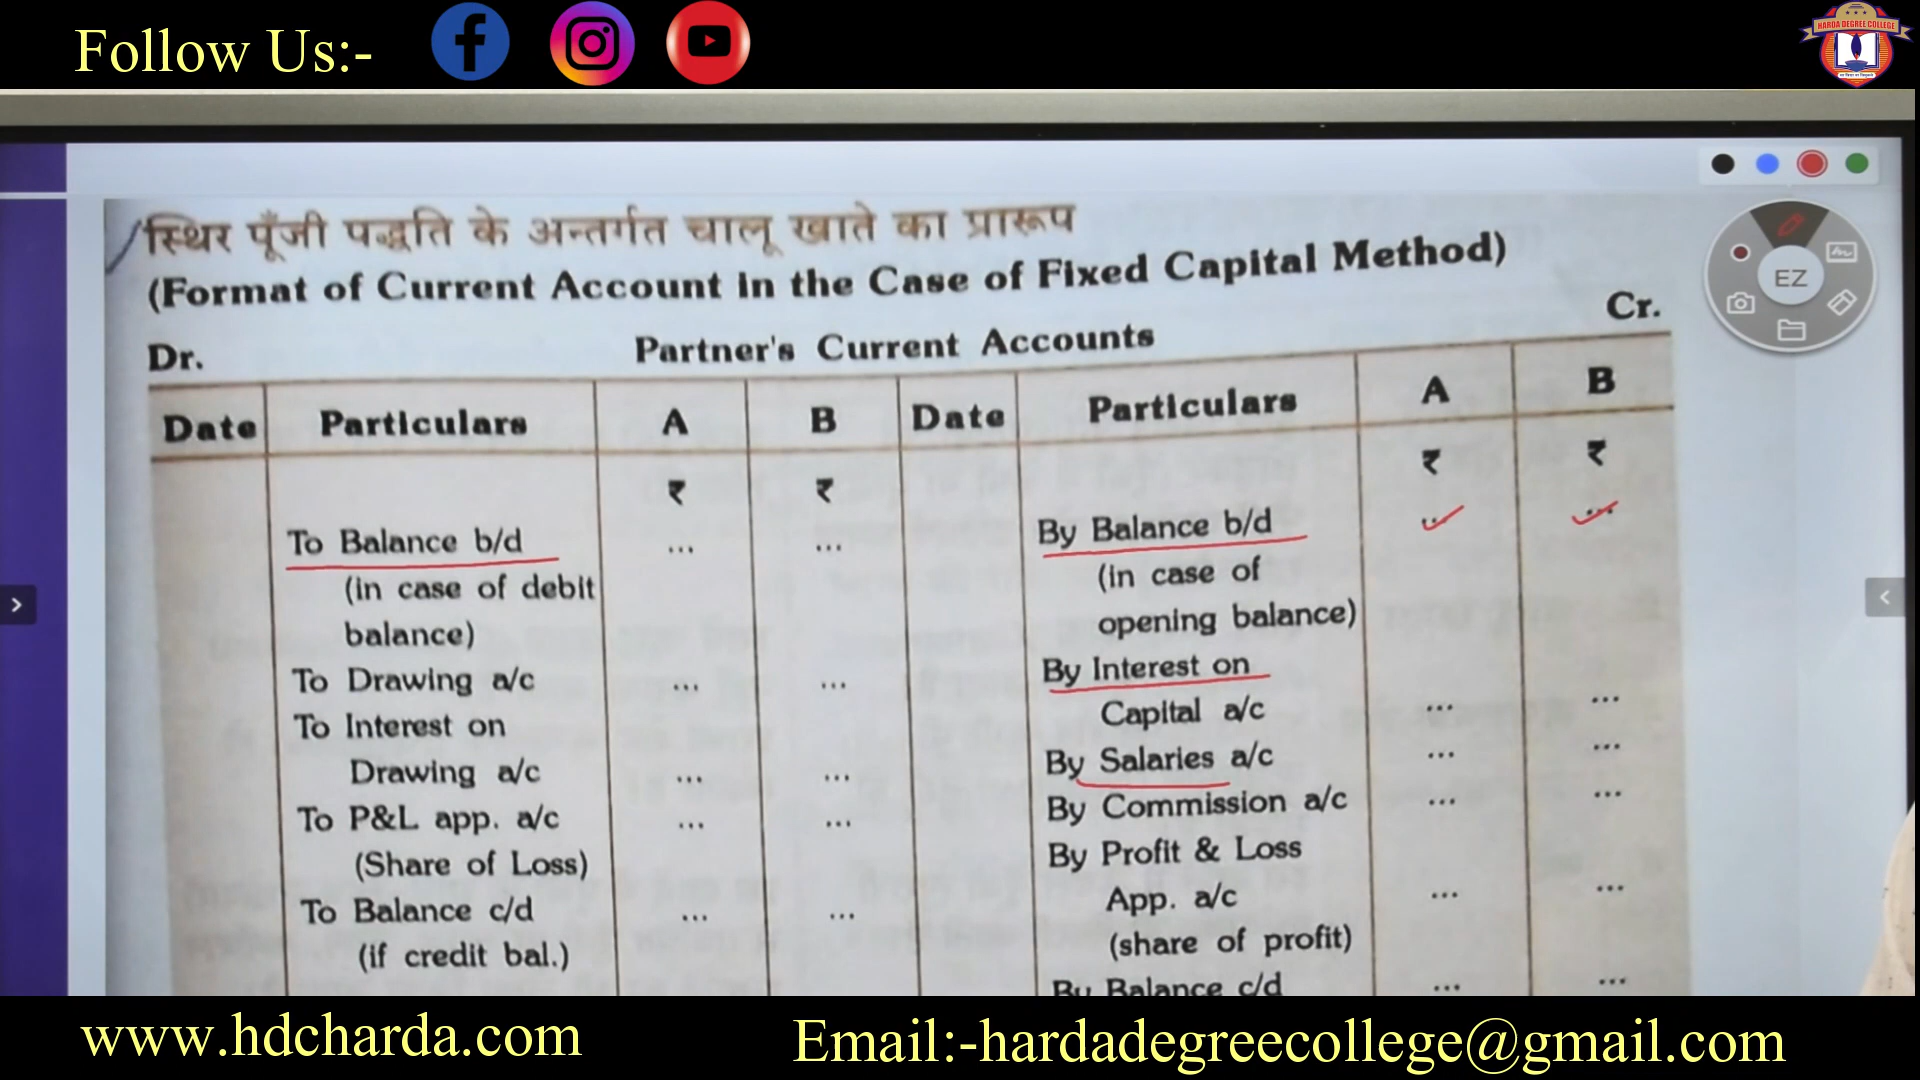 Follow Us:-
HARDA DEGREE COLLEGE
EZ
स्थिर पूँजी पद्धति के अन्तर्गत चालू खाते का प्रारूप
(Format of Current Account in the Case of Fixed Capital Method)
Dr. Partner's Current Accounts Cr.
Date Particulars A B Date Particulars A B
₹ ₹ ₹ ₹
To Balance b/d ... ... By Balance b/d ... ...
(in case of debit (in case of
balance) opening balance)
To Drawing a/c ... ... By Interest on
To Interest on Capital a/c ... ...
Drawing a/c ... ... By Salaries a/c ... ...
To P&L app. a/c ... ... By Commission a/c ... ...
(Share of Loss) By Profit & Loss
To Balance c/d ... ... App. a/c ... ...
(if credit bal.) (share of profit)
By Balance c/d ... ...
www.hdcharda.com Email:-hardadegreecollege@gmail.com